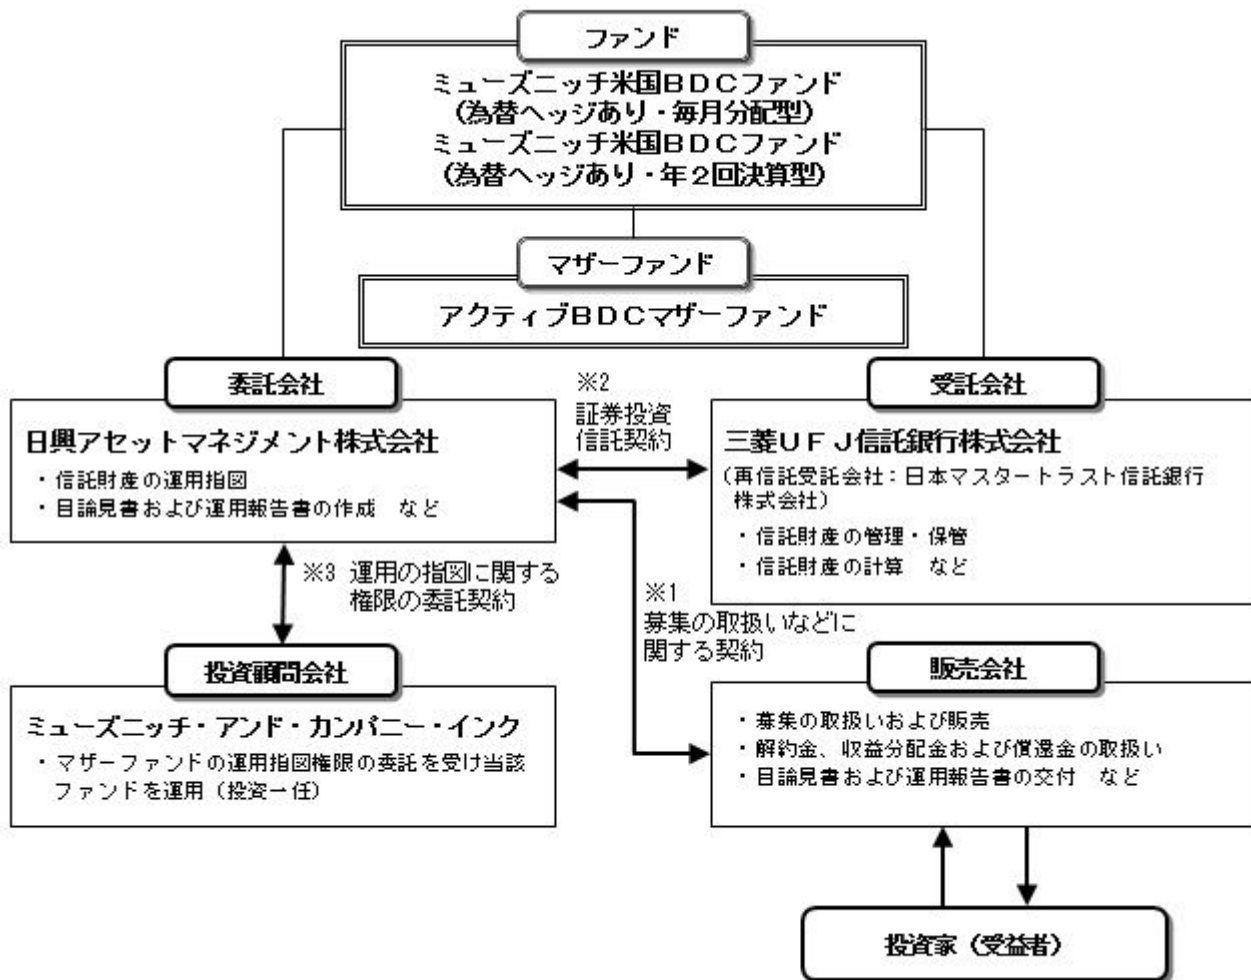 ファンド
ミューズニッチ米国BDCファンド
(為替ヘッジあり・毎月分配型)
ミューズニッチ米国BDCファンド
(為替ヘッジあり・年2回決算型)
マザーファンド
アクティブBDCマザーファンド
委託会社
日興アセットマネジメント株式会社
・信託財産の運用指図
・目論見書および運用報告書の作成 など
※2
証券投資
信託契約
受託会社
三菱UFJ信託銀行株式会社
(再信託受託会社:日本マスタートラスト信託銀行
株式会社)
・信託財産の管理・保管
・信託財産の計算 など
※3 運用の指図に関する
権限の委託契約
※1
募集の取扱いなどに
関する契約
投資顧問会社
ミューズニッチ・アンド・カンパニー・インク
・マザーファンドの運用指図権限の委託を受け当該
ファンドを運用(投資一任)
販売会社
・募集の取扱いおよび販売
・解約金、収益分配金および償還金の取扱い
・目論見書および運用報告書の交付 など
投資家(受益者)